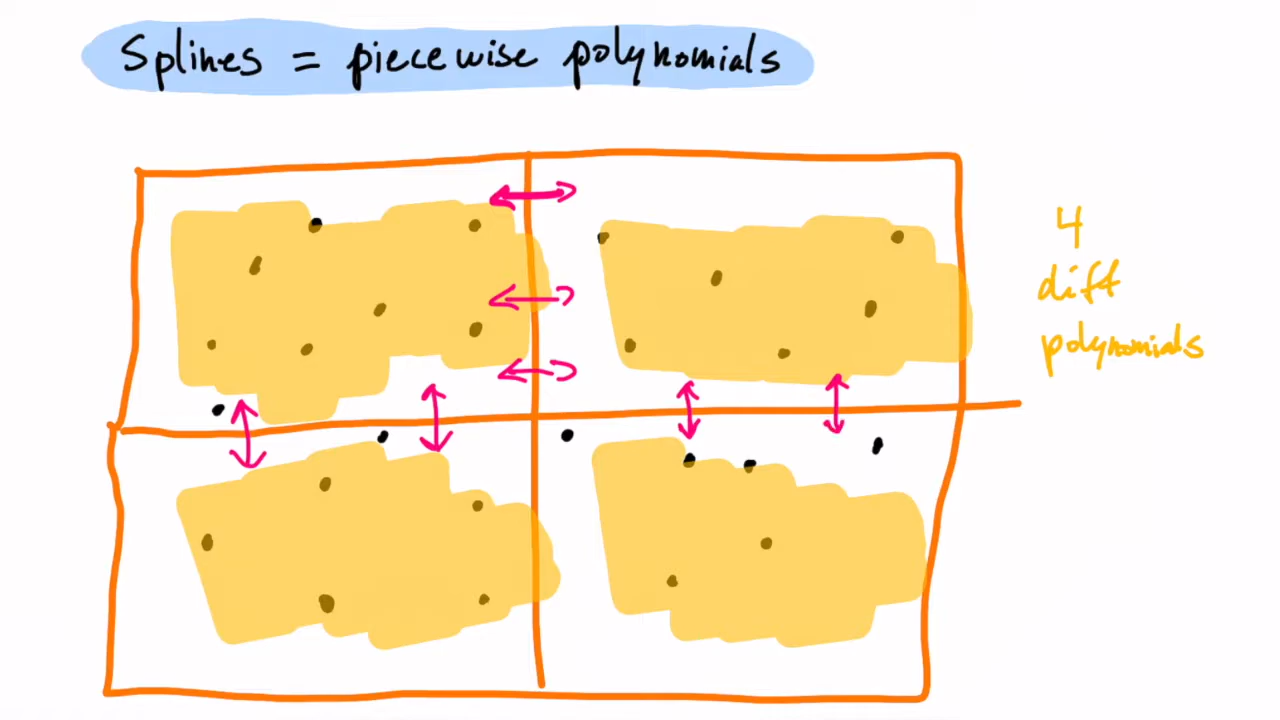 Splines = piecewise polynomials
4
diff
polynomials